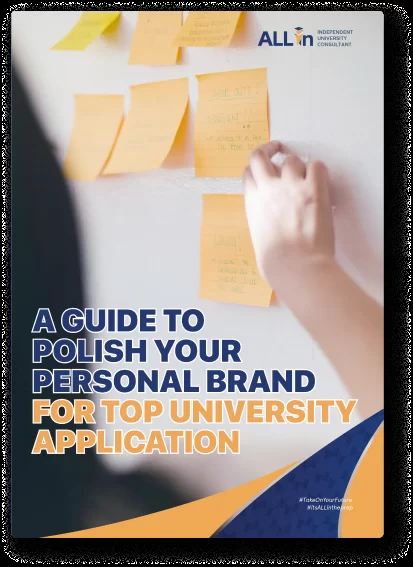 ALLin INDEPENDENT
UNIVERSITY
CONSULTANT
A GUIDE TO
POLISH YOUR
PERSONAL BRAND
FOR TOP UNIVERSITY
APPLICATION
#TakeOnYourFuture
#ItsALLintheprep